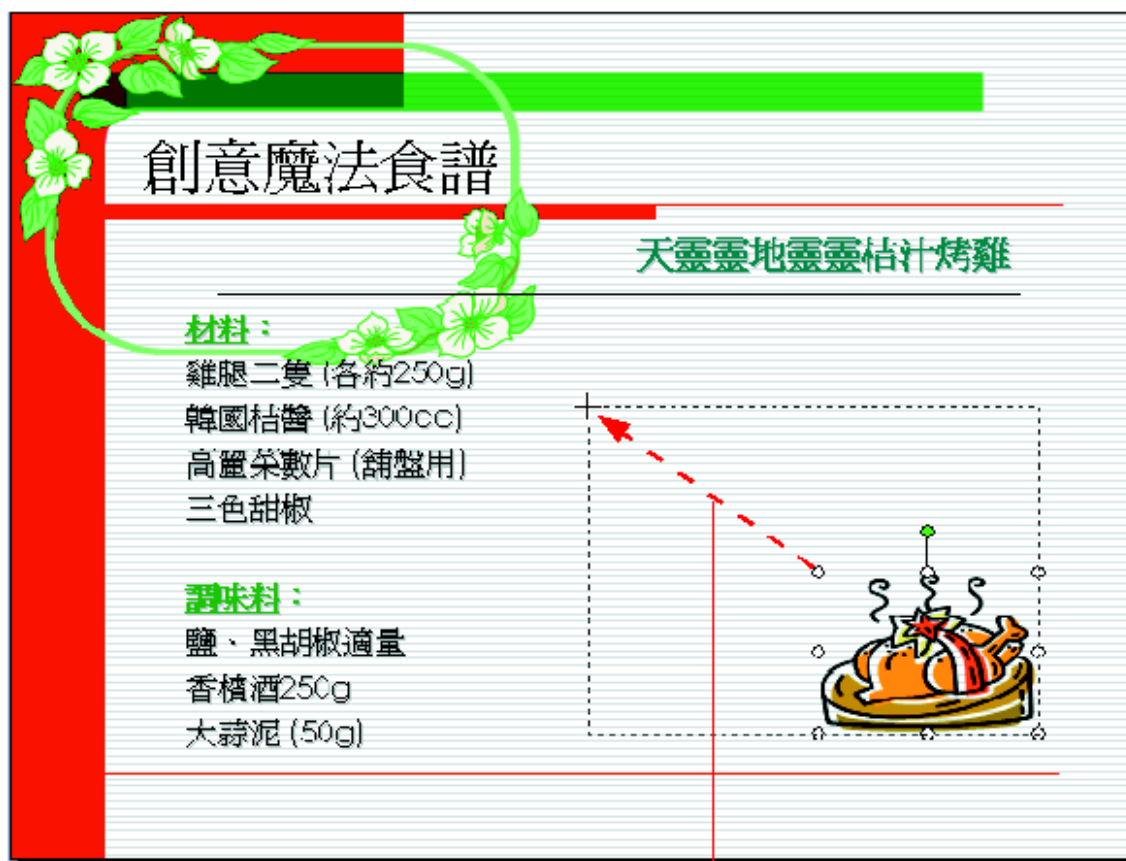 創意魔法食譜
天靈靈地靈靈桔汁烤雞
材料：
雞腿二隻 (各約250g)
韓國桔醬 (約300cc)
高麗菜數片 (舖盤用)
三色甜椒
調味料：
鹽、黑胡椒適量
香檳酒250g
大蒜泥 (50g)